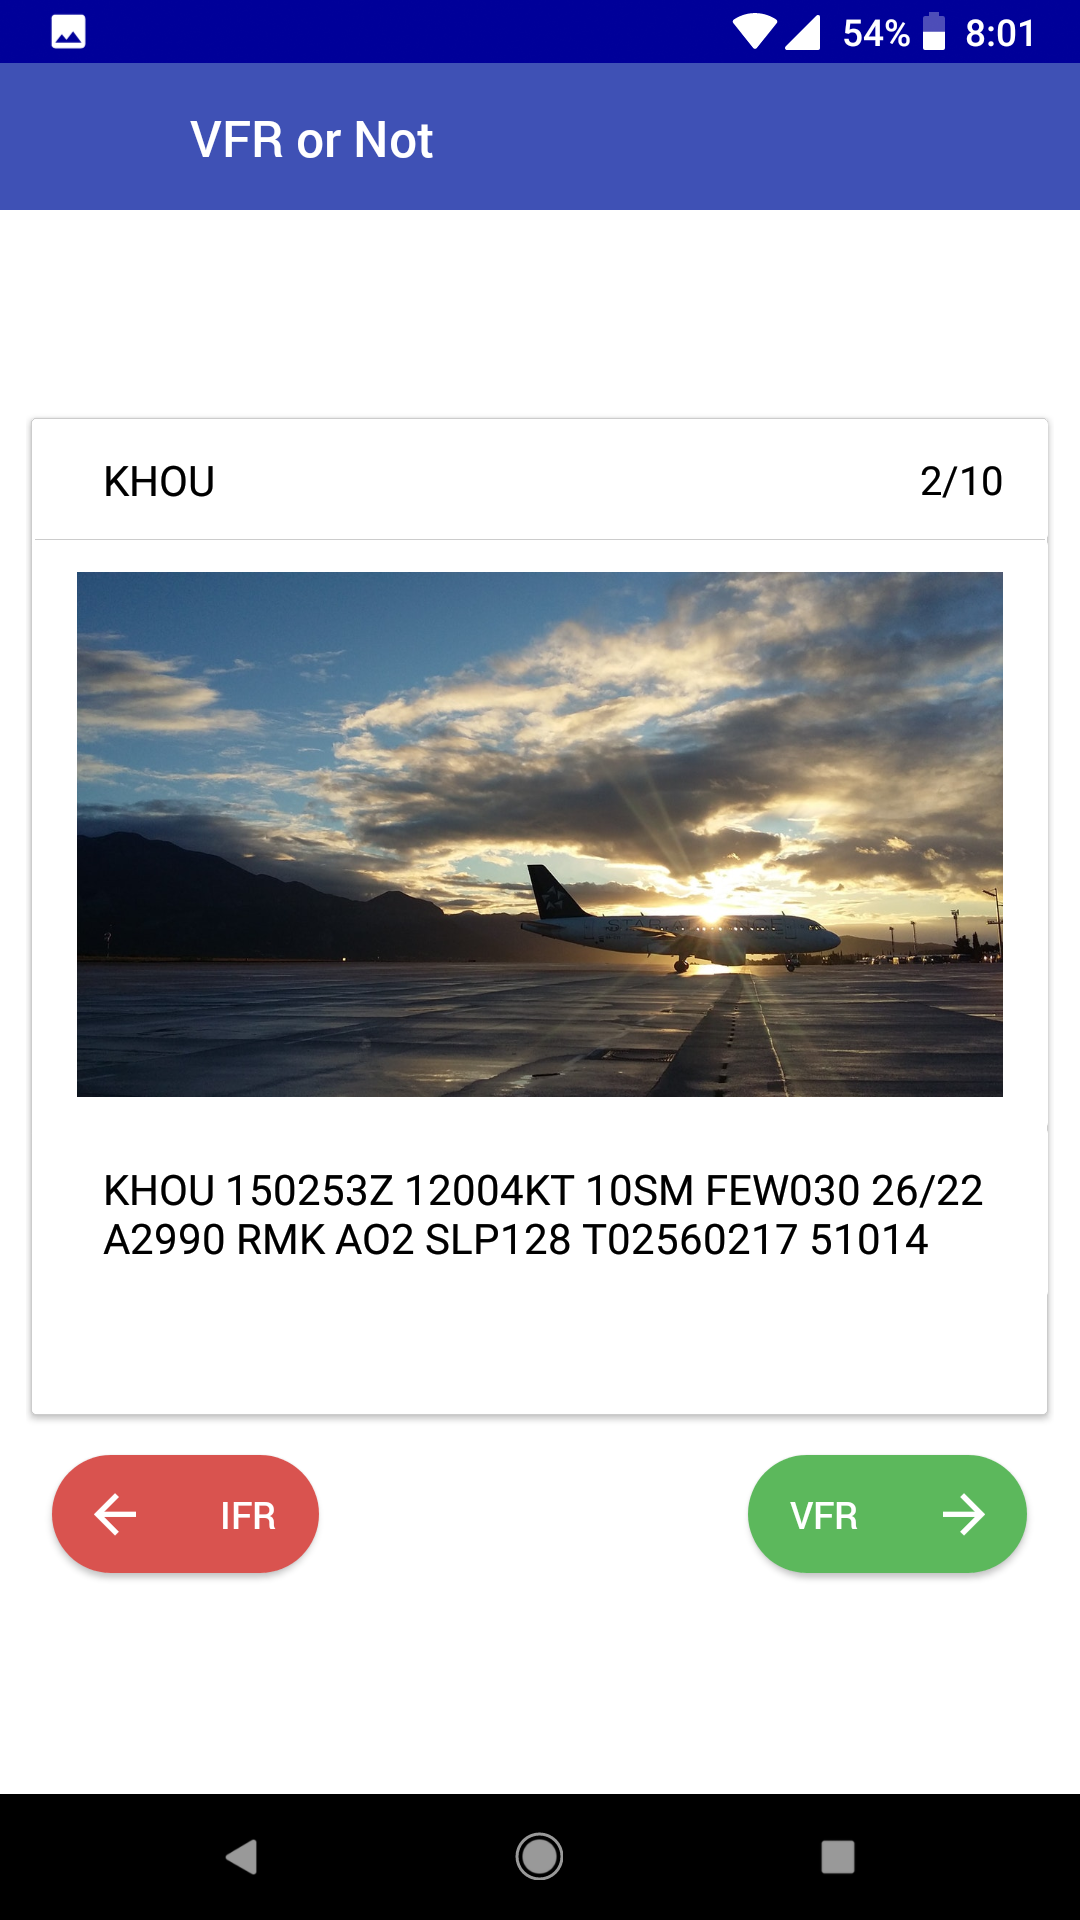 54% 8:01
VFR or Not
KHOU 2/10
KHOU 150253Z 12004KT 10SM FEW030 26/22
A2990 RMK AO2 SLP128 T02560217 51014
IFR VFR